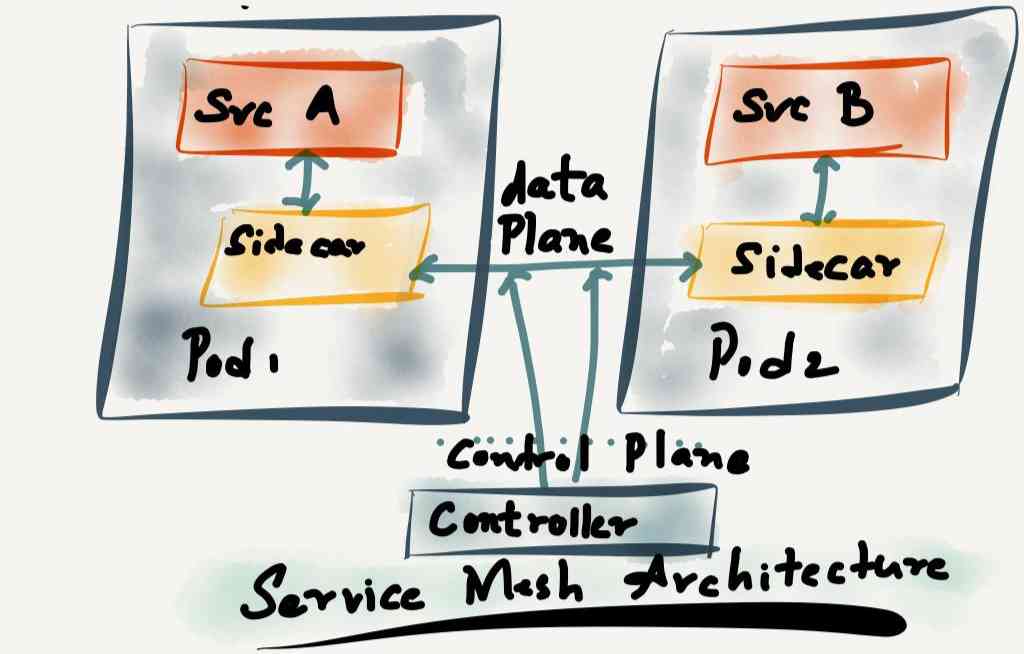 Svc A
Svc B
data
Plane
Sidecar
Sidecar
Pod 1
Pod 2
Control Plane
Controller
Service Mesh Architecture